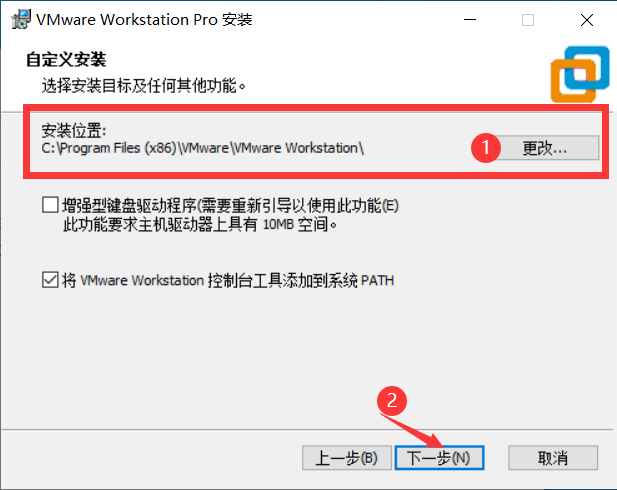 VMware Workstation Pro 安装
自定义安装
选择安装目标及任何其他功能。
安装位置:
C:\Program Files (x86)\VMware\VMware Workstation\
1
更改...
增强型键盘驱动程序(需要重新引导以使用此功能(E)
此功能要求主机驱动器上具有 10MB 空间。
将 VMware Workstation 控制台工具添加到系统 PATH
2
上一步(B)
下一步(N)
取消